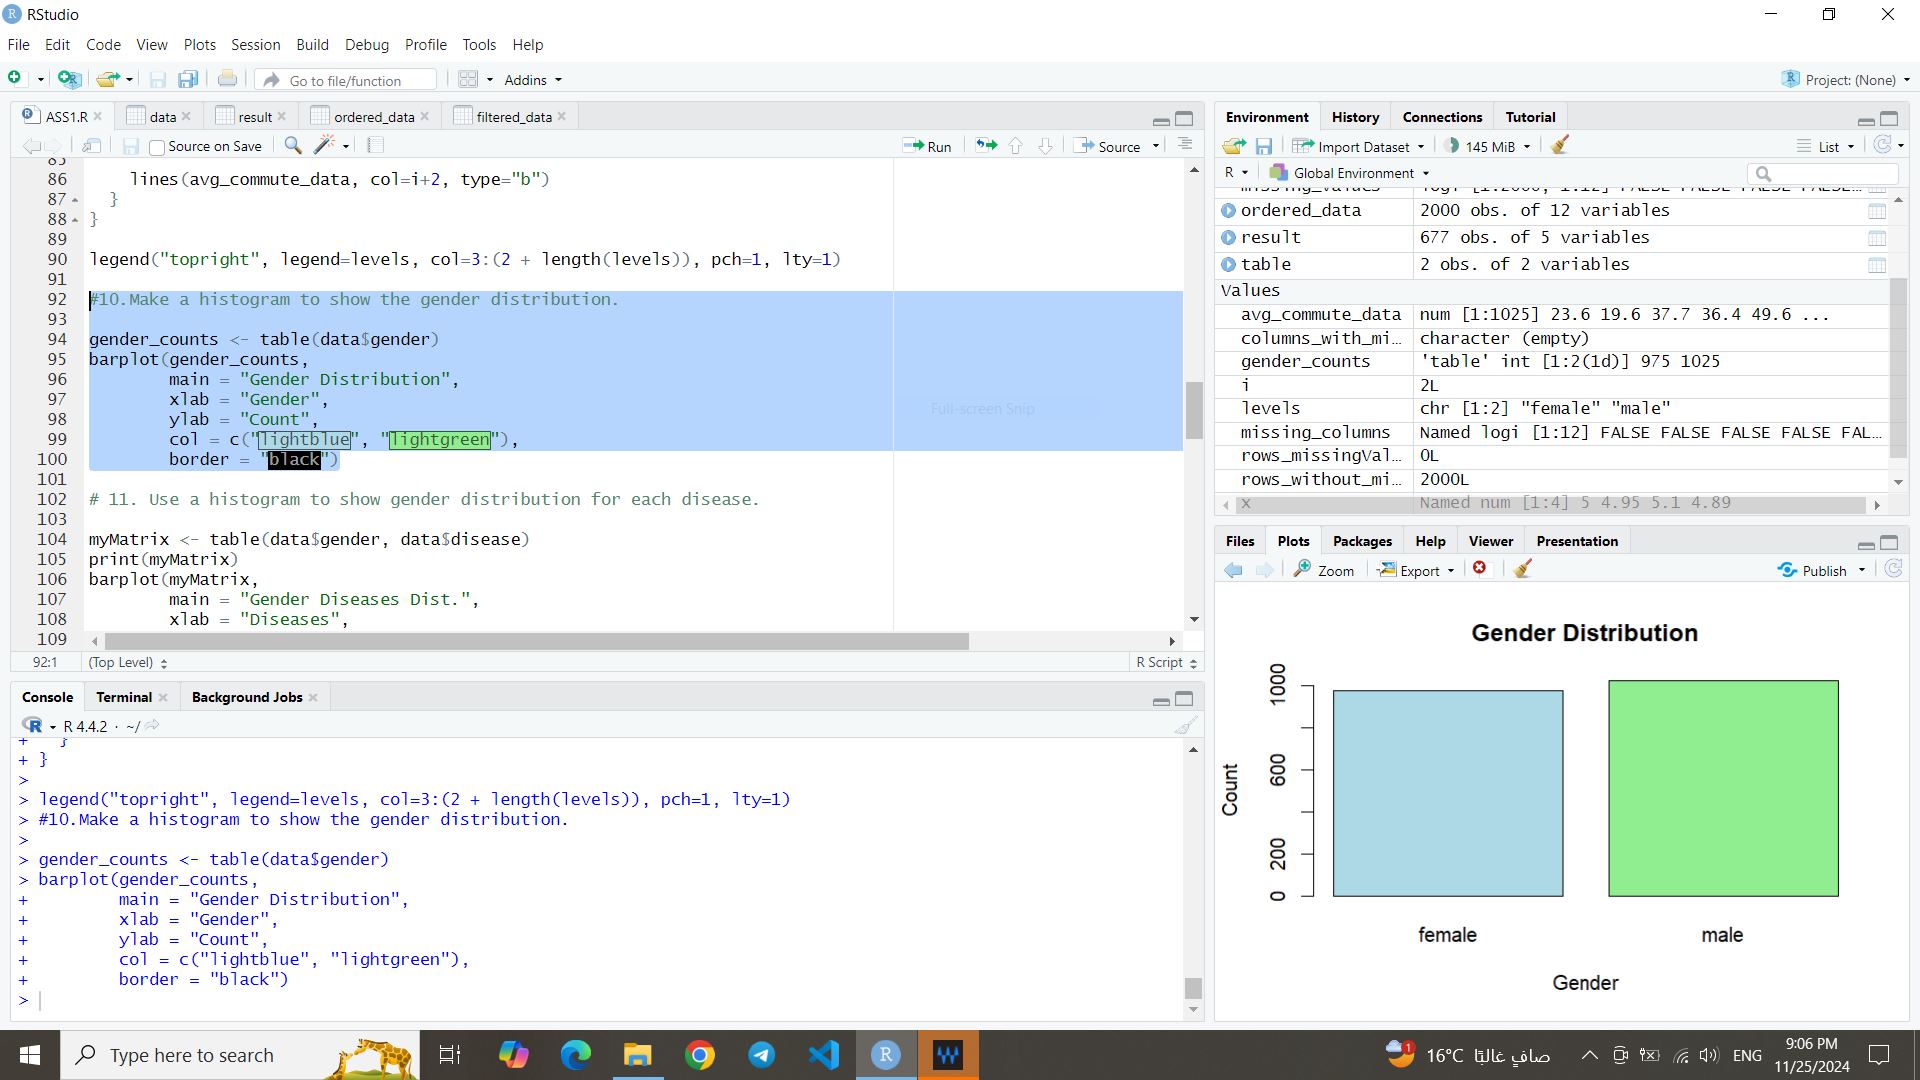 RStudio
File Edit Code View Plots Session Build Debug Profile Tools Help
Go to file/function Addins Project: (None)
ASS1.R data result ordered_data filtered_data
Source on Save Run Source
86 lines(avg_commute_data, col=i+2, type="b")
87 }
88 }
89
90 legend("topright", legend=levels, col=3:(2 + length(levels)), pch=1, lty=1)
91
92 #10.Make a histogram to show the gender distribution.
93
94 gender_counts <- table(data$gender)
95 barplot(gender_counts,
96 main = "Gender Distribution",
97 xlab = "Gender",
98 ylab = "Count",
99 col = c("lightblue", "lightgreen"),
100 border = "black")
101
102 # 11. Use a histogram to show gender distribution for each disease.
103
104 myMatrix <- table(data$gender, data$disease)
105 print(myMatrix)
106 barplot(myMatrix,
107 main = "Gender Diseases Dist.",
108 xlab = "Diseases",
109
Full-screen Snip
92:1 (Top Level) R Script
Console Terminal Background Jobs
R 4.4.2 · ~/
+ }
+ }
>
> legend("topright", legend=levels, col=3:(2 + length(levels)), pch=1, lty=1)
> #10.Make a histogram to show the gender distribution.
>
> gender_counts <- table(data$gender)
> barplot(gender_counts,
+ main = "Gender Distribution",
+ xlab = "Gender",
+ ylab = "Count",
+ col = c("lightblue", "lightgreen"),
+ border = "black")
>
Environment History Connections Tutorial
Import Dataset 145 MiB List
R Global Environment
missing_values logi [1:2000, 1:12] FALSE FALSE FALSE FALSE...
ordered_data 2000 obs. of 12 variables
result 677 obs. of 5 variables
table 2 obs. of 2 variables
Values
avg_commute_data num [1:1025] 23.6 19.6 37.7 36.4 49.6 ...
columns_with_mi… character (empty)
gender_counts 'table' int [1:2(1d)] 975 1025
i 2L
levels chr [1:2] "female" "male"
missing_columns Named logi [1:12] FALSE FALSE FALSE FALSE FAL…
rows_missingVal… 0L
rows_without_mi… 2000L
x Named num [1:4] 5 4.95 5.1 4.89
Files Plots Packages Help Viewer Presentation
Zoom Export Publish
Gender Distribution
Count
1000
600
200
0
female male
Gender
Type here to search
1
16°C صافٍ غالبًا
ENG
9:06 PM
11/25/2024